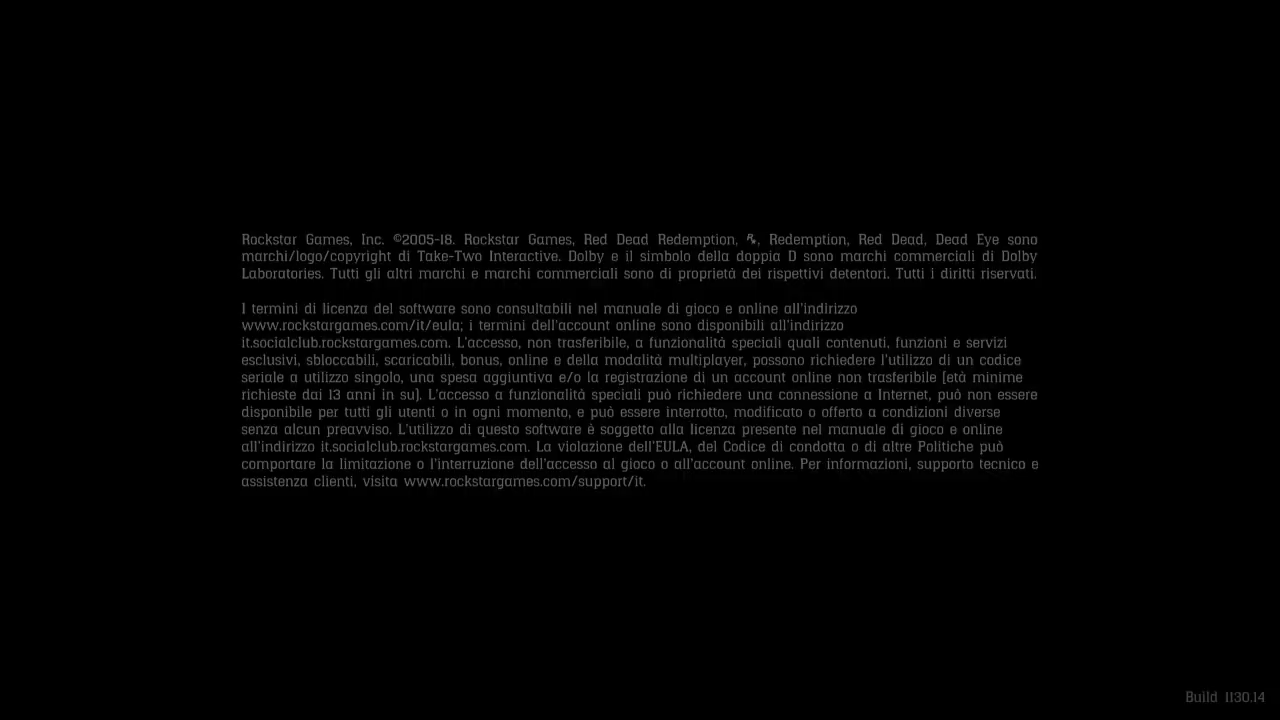 Rockstar Games, Inc. ©2005-18. Rockstar Games, Red Dead Redemption, R*, Redemption, Red Dead, Dead Eye sono
marchi/logo/copyright di Take-Two Interactive. Dolby e il simbolo della doppia D sono marchi commerciali di Dolby
Laboratories. Tutti gli altri marchi e marchi commerciali sono di proprietà dei rispettivi detentori. Tutti i diritti riservati.
I termini di licenza del software sono consultabili nel manuale di gioco e online all'indirizzo
www.rockstargames.com/it/eula; i termini dell'account online sono disponibili all'indirizzo
it.socialclub.rockstargames.com. L'accesso, non trasferibile, a funzionalità speciali quali contenuti, funzioni e servizi
esclusivi, sbloccabili, scaricabili, bonus, online e della modalità multiplayer, possono richiedere l'utilizzo di un codice
seriale a utilizzo singolo, una spesa aggiuntiva e/o la registrazione di un account online non trasferibile (età minime
richieste dai 13 anni in su). L'accesso a funzionalità speciali può richiedere una connessione a Internet, può non essere
disponibile per tutti gli utenti o in ogni momento, e può essere interrotto, modificato o offerto a condizioni diverse
senza alcun preavviso. L'utilizzo di questo software è soggetto alla licenza presente nel manuale di gioco e online
all'indirizzo it.socialclub.rockstargames.com. La violazione dell'EULA, del Codice di condotta o di altre Politiche può
comportare la limitazione o l'interruzione dell'accesso al gioco o all'account online. Per informazioni, supporto tecnico e
assistenza clienti, visita www.rockstargames.com/support/it.
Build 1130.14